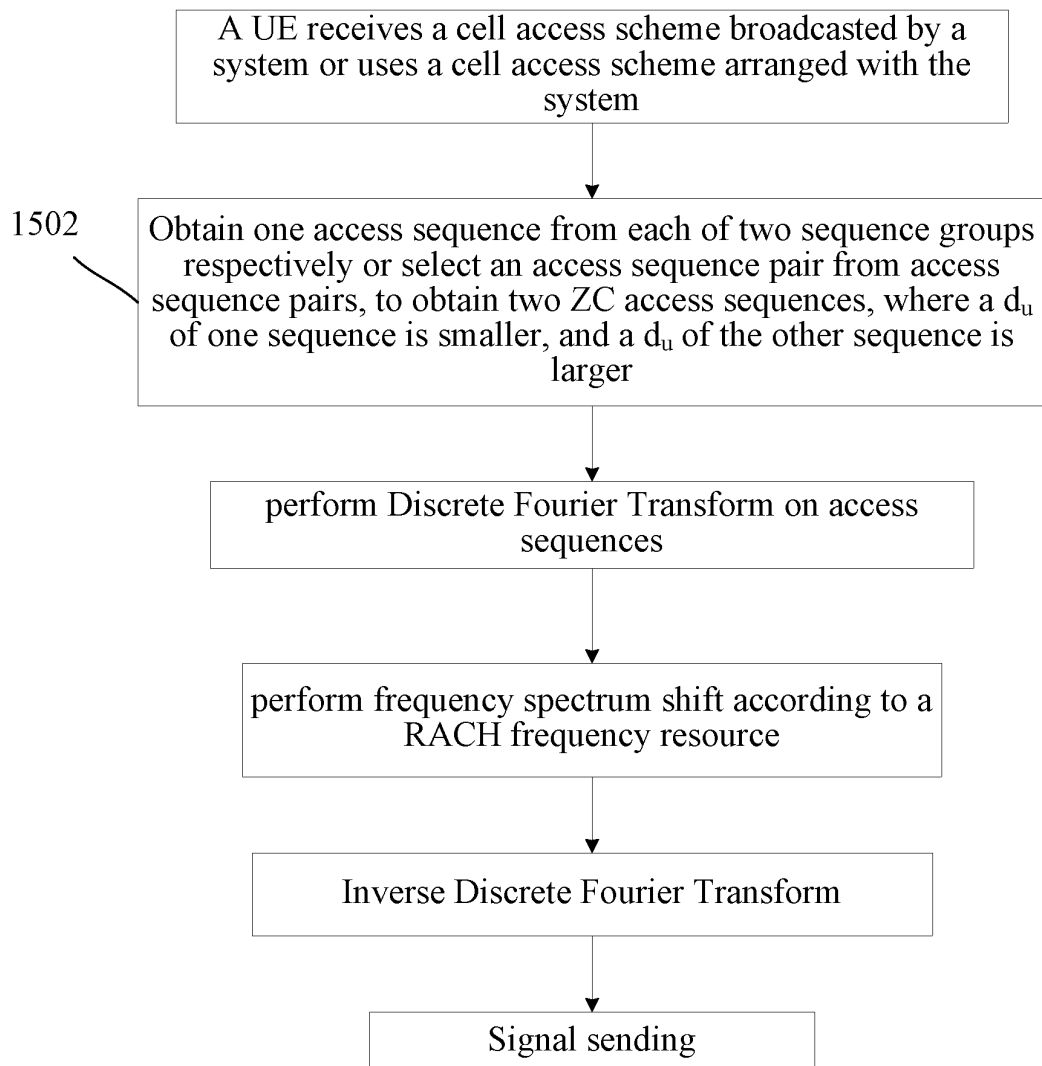 A UE receives a cell access scheme broadcasted by a
system or uses a cell access scheme arranged with the
system
1502
Obtain one access sequence from each of two sequence groups
respectively or select an access sequence pair from access
sequence pairs, to obtain two ZC access sequences, where a du
of one sequence is smaller, and a du of the other sequence is
larger
perform Discrete Fourier Transform on access
sequences
perform frequency spectrum shift according to a
RACH frequency resource
Inverse Discrete Fourier Transform
Signal sending